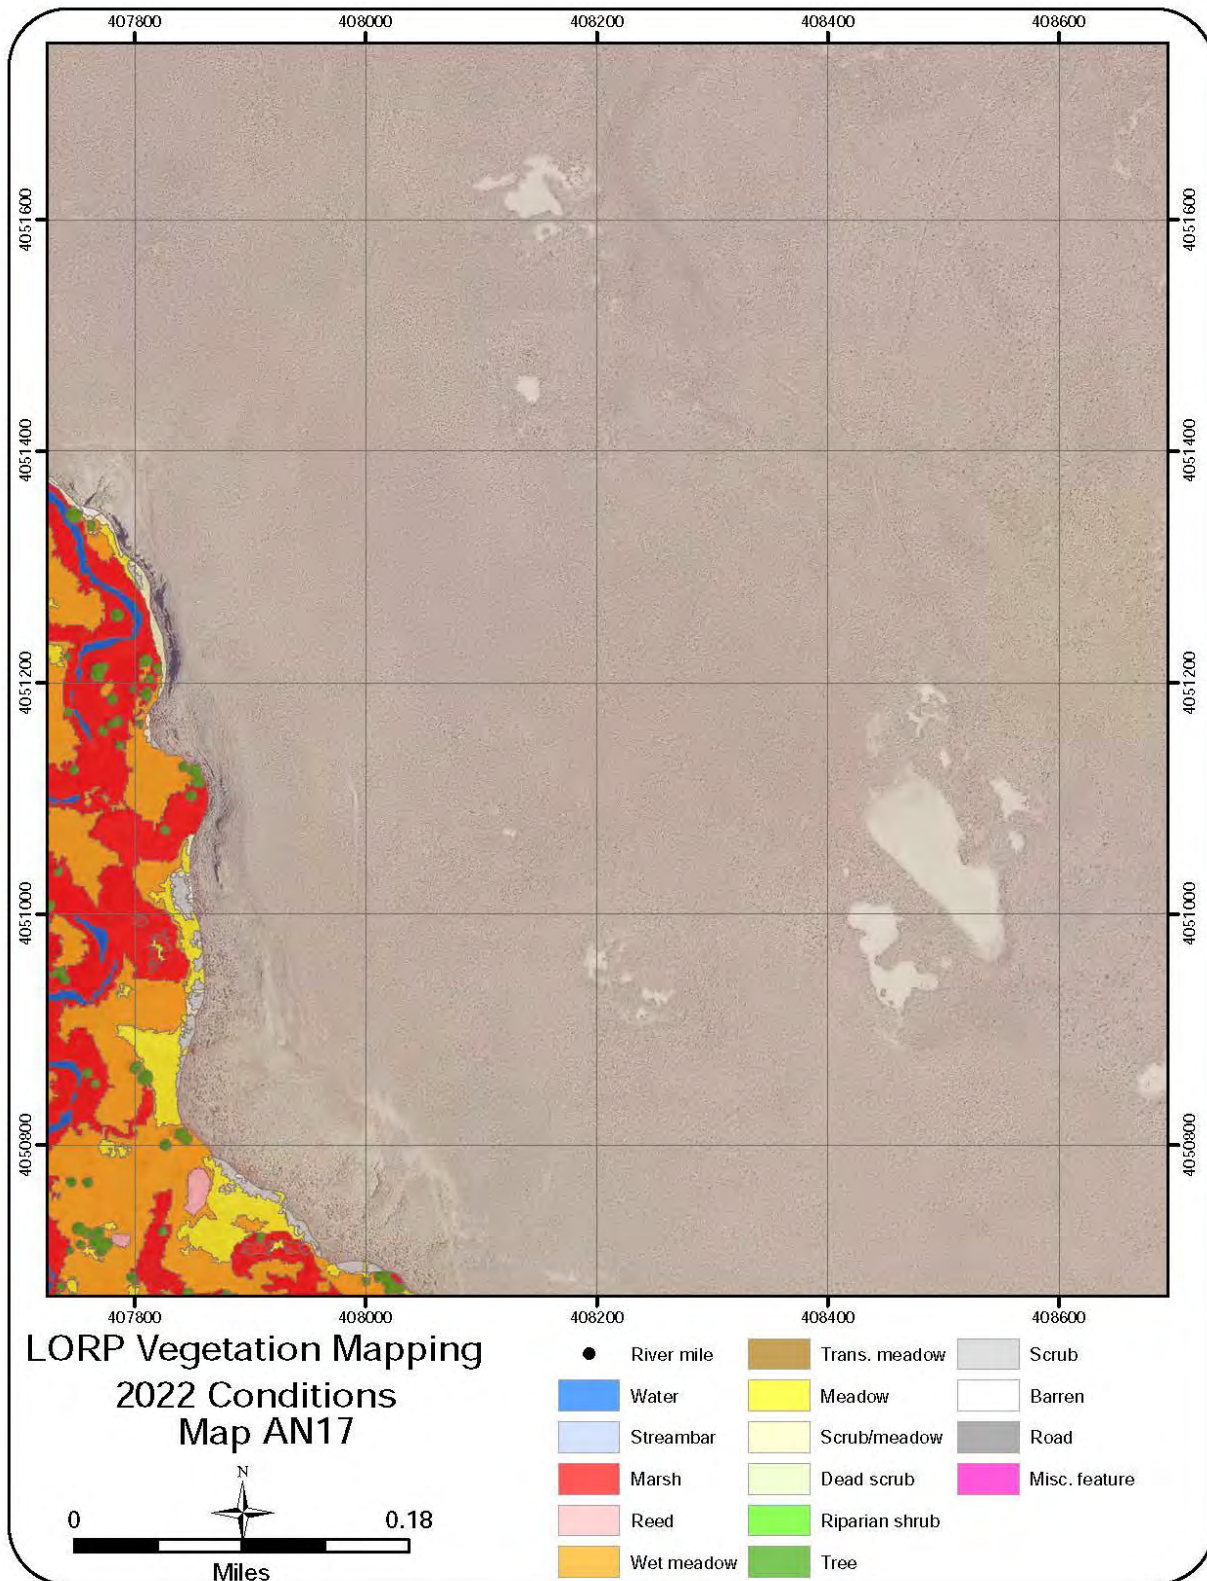 407800 408000 408200 408400 408600
4051600 4051600
4051400 4051400
4051200 4051200
4051000 4051000
4050800 4050800
407800 408000 408200 408400 408600
LORP Vegetation Mapping
2022 Conditions
Map AN17
N
0 0.18
Miles
River mile
Water
Streambar
Marsh
Reed
Wet meadow
Trans. meadow
Meadow
Scrub/meadow
Dead scrub
Riparian shrub
Tree
Scrub
Barren
Road
Misc. feature